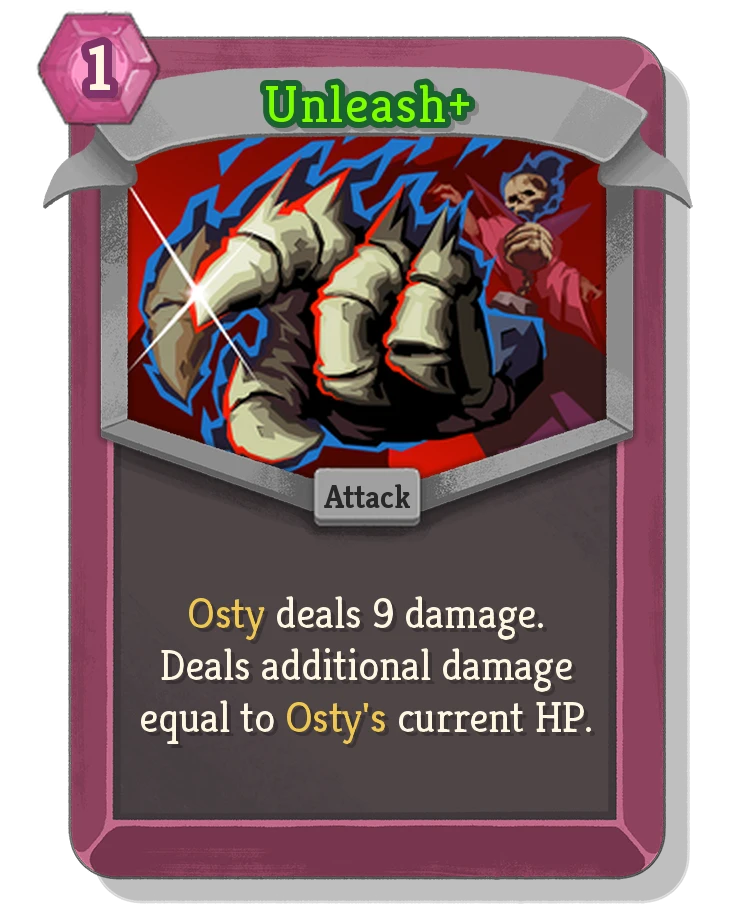 1
Unleash+
Attack
Osty deals 9 damage.
Deals additional damage
equal to Osty's current HP.